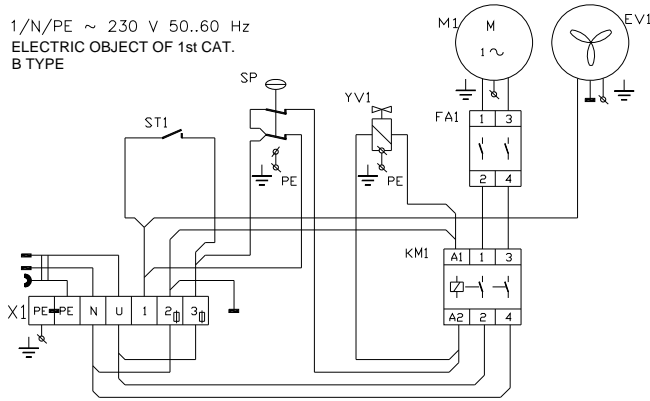 1/N/PE ~ 230 V 50..60 Hz
ELECTRIC OBJECT OF 1st CAT.
B TYPE
M1
M
1~
EV1
SP
YV1
ST1
FA1
1 3
PE
PE
2 4
KM1
A1 1 3
X1
PE PE N U 1 2 3
A2 2 4